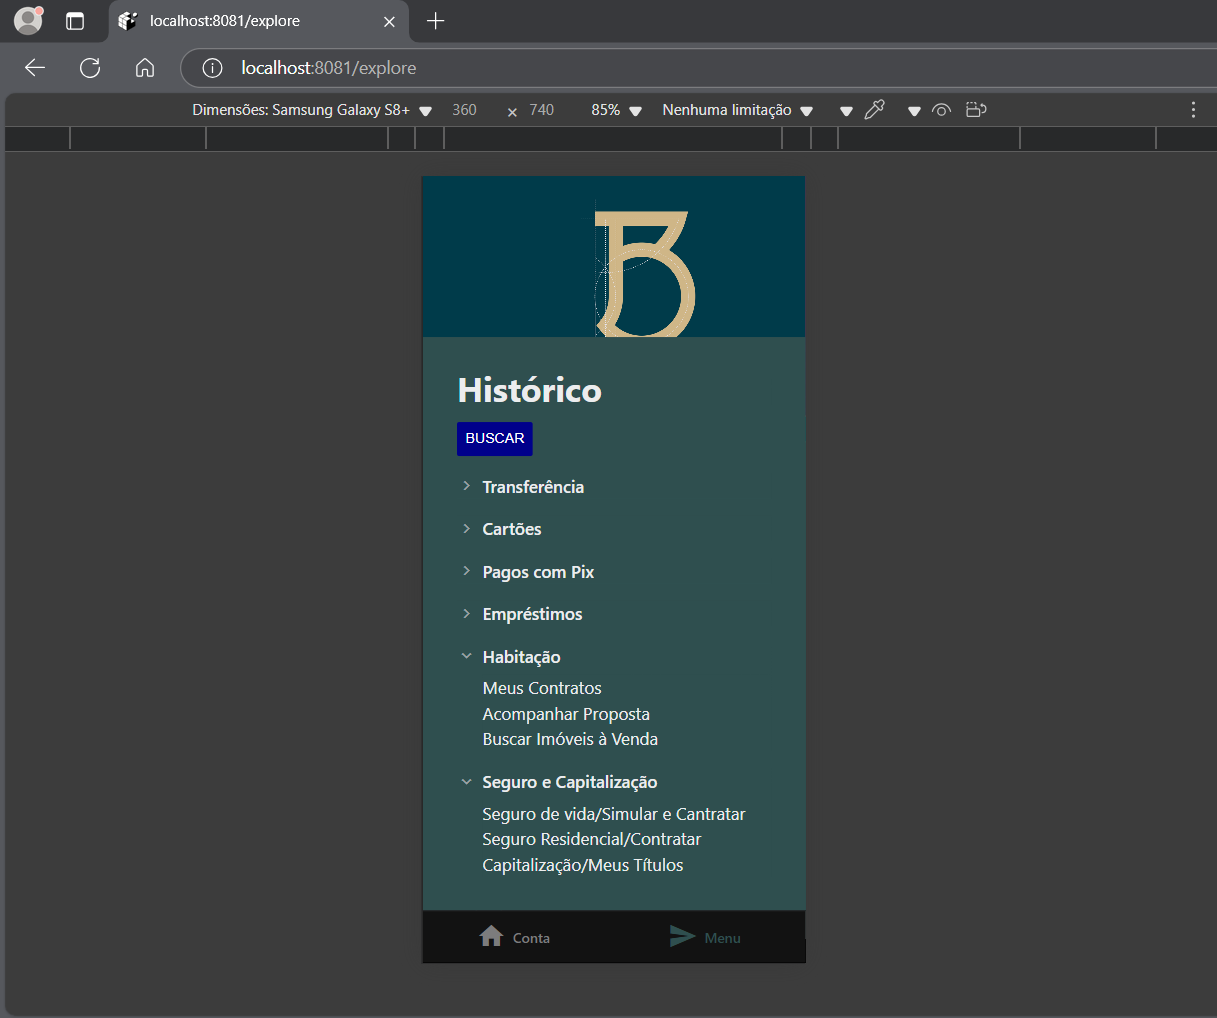 localhost:8081/explore
localhost:8081/explore
Dimensões: Samsung Galaxy S8+ 360 × 740 85% Nenhuma limitação
Histórico
BUSCAR
Transferência
Cartões
Pagos com Pix
Empréstimos
Habitação
Meus Contratos
Acompanhar Proposta
Buscar Imóveis à Venda
Seguro e Capitalização
Seguro de vida/Simular e Cantratar
Seguro Residencial/Contratar
Capitalização/Meus Títulos
Conta Menu